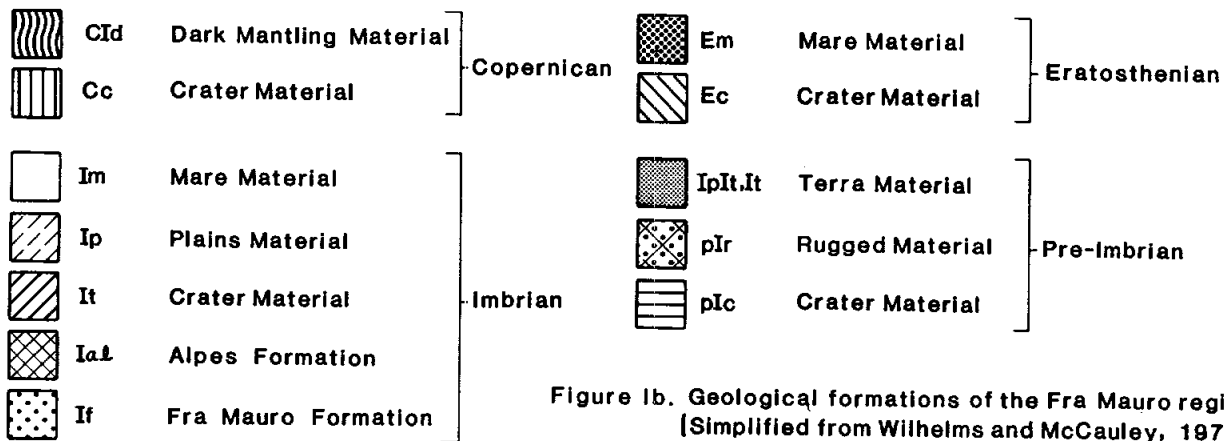 CId Dark Mantling Material
Cc Crater Material
Copernican
Im Mare Material
Ip Plains Material
It Crater Material
Ial Alpes Formation
If Fra Mauro Formation
Imbrian
Em Mare Material
Ec Crater Material
Eratosthenian
IpIt,It Terra Material
pIr Rugged Material
pIc Crater Material
Pre-Imbrian
Figure Ib. Geological formations of the Fra Mauro regi
[Simplified from Wilhelms and McCauley, 197